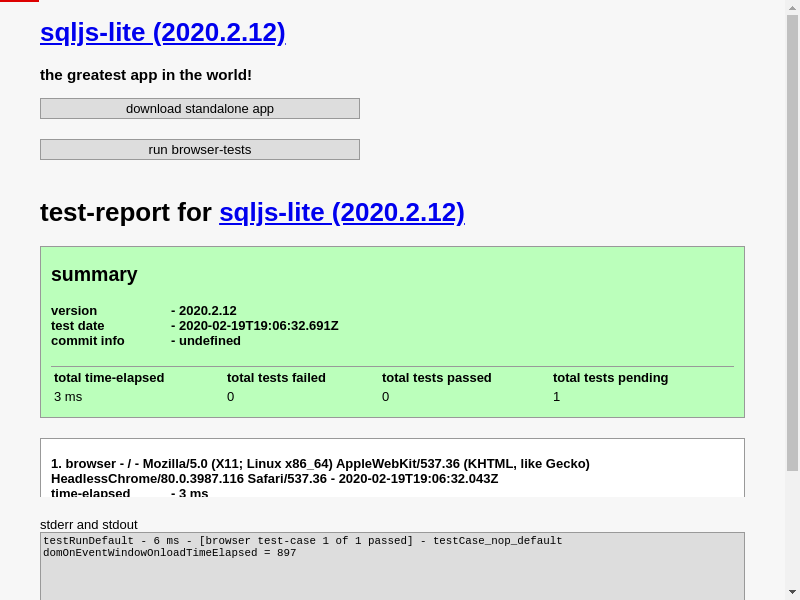 sqljs-lite (2020.2.12)
the greatest app in the world!
download standalone app
run browser-tests
test-report for sqljs-lite (2020.2.12)
summary
version - 2020.2.12
test date - 2020-02-19T19:06:32.691Z
commit info - undefined
total time-elapsed total tests failed total tests passed total tests pending
3 ms 0 0 1
1. browser - / - Mozilla/5.0 (X11; Linux x86_64) AppleWebKit/537.36 (KHTML, like Gecko)
HeadlessChrome/80.0.3987.116 Safari/537.36 - 2020-02-19T19:06:32.043Z
time-elapsed - 3 ms
stderr and stdout
testRunDefault - 6 ms - [browser test-case 1 of 1 passed] - testCase_nop_default
domOnEventWindowOnloadTimeElapsed = 897